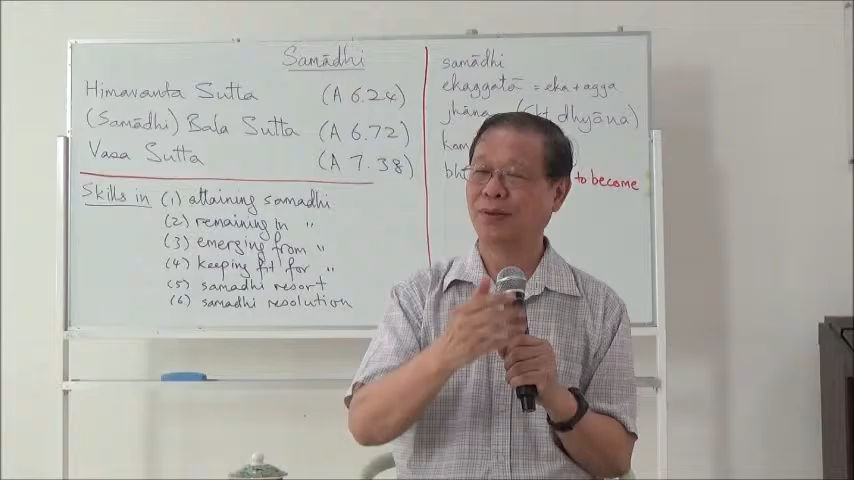 Samādhi
Himavanta Sutta (A 6.24)
(Samādhi) Bala Sutta (A 6.72)
Vasa Sutta (A 7.38)
Skills in (1) attaining samādhi
(2) remaining in "
(3) emerging from "
(4) keeping fit for "
(5) samadhi resort
(6) samadhi resolution
samādhi
ekaggatā = eka + agga
jhāna (Skt dhyāna)
to become